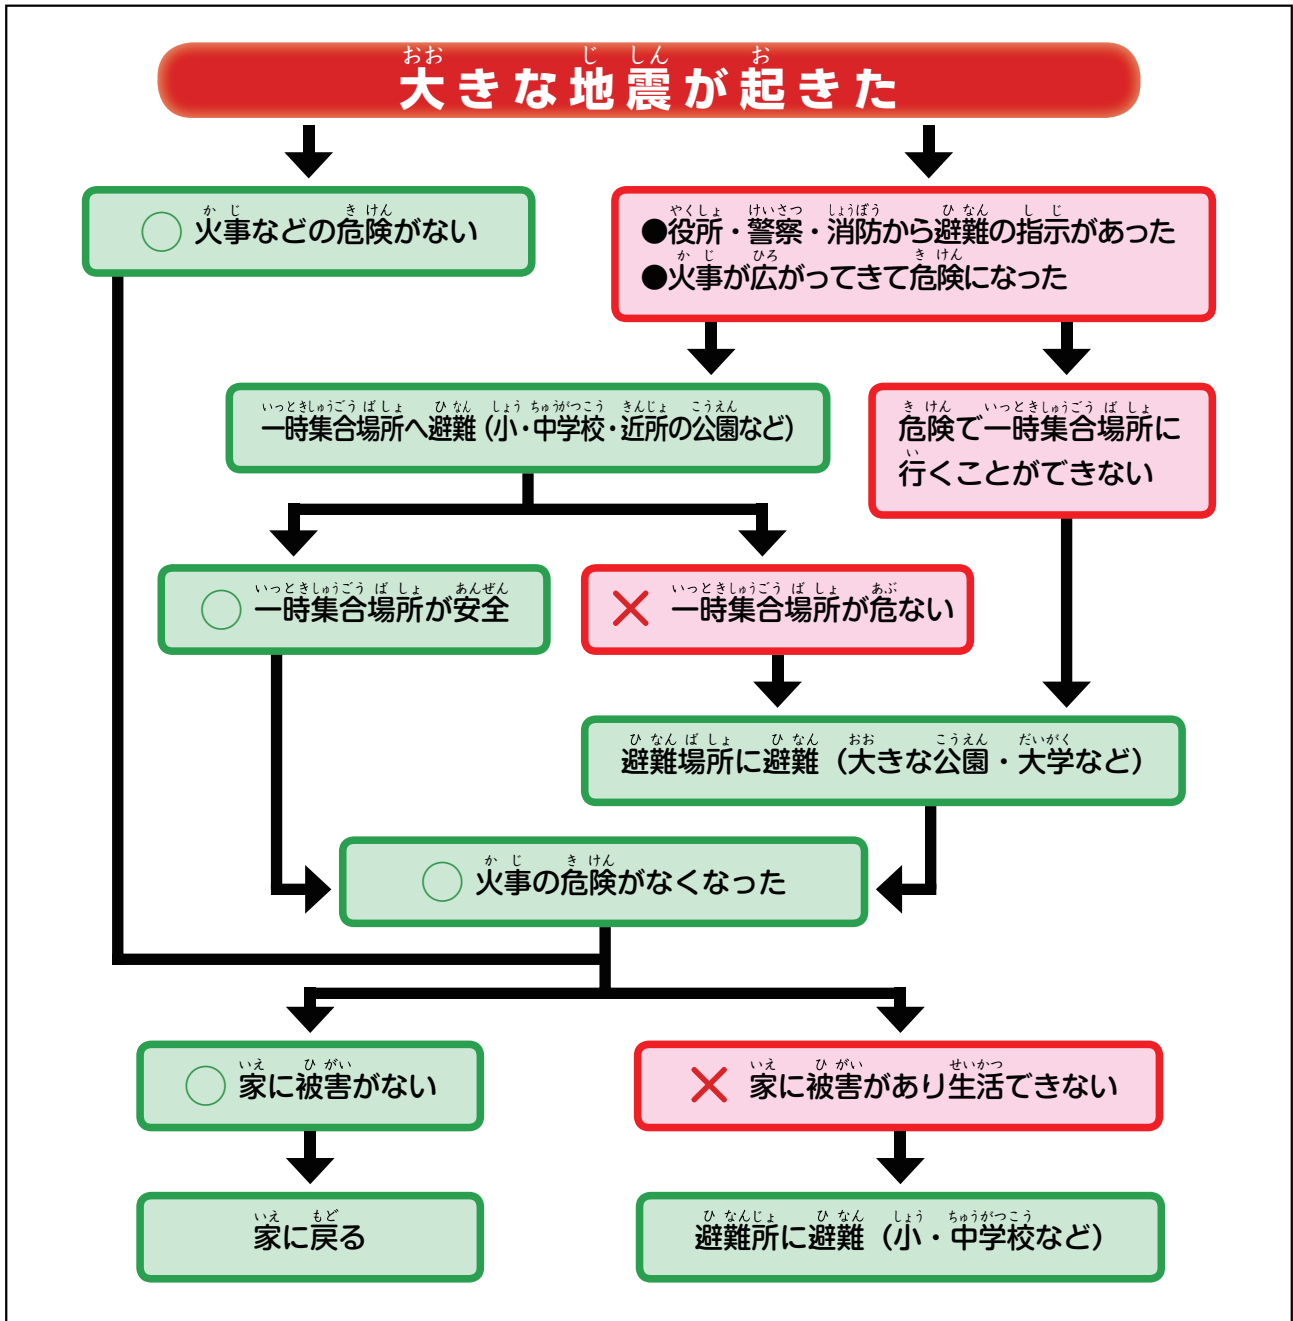 大きな地震が起きた
○ 火事などの危険がない
●役所・警察・消防から避難の指示があった
●火事が広がってきて危険になった
一時集合場所へ避難（小・中学校・近所の公園など）
危険で一時集合場所に
行くことができない
○ 一時集合場所が安全
× 一時集合場所が危ない
避難場所に避難（大きな公園・大学など）
○ 火事の危険がなくなった
○ 家に被害がない
× 家に被害があり生活できない
家に戻る
避難所に避難（小・中学校など）